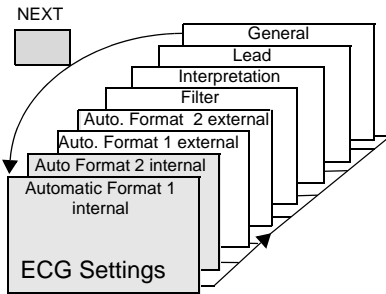 NEXT
General
Lead
Interpretation
Filter
Auto. Format 2 external
Auto. Format 1 external
Auto Format 2 internal
Automatic Format 1
internal
ECG Settings